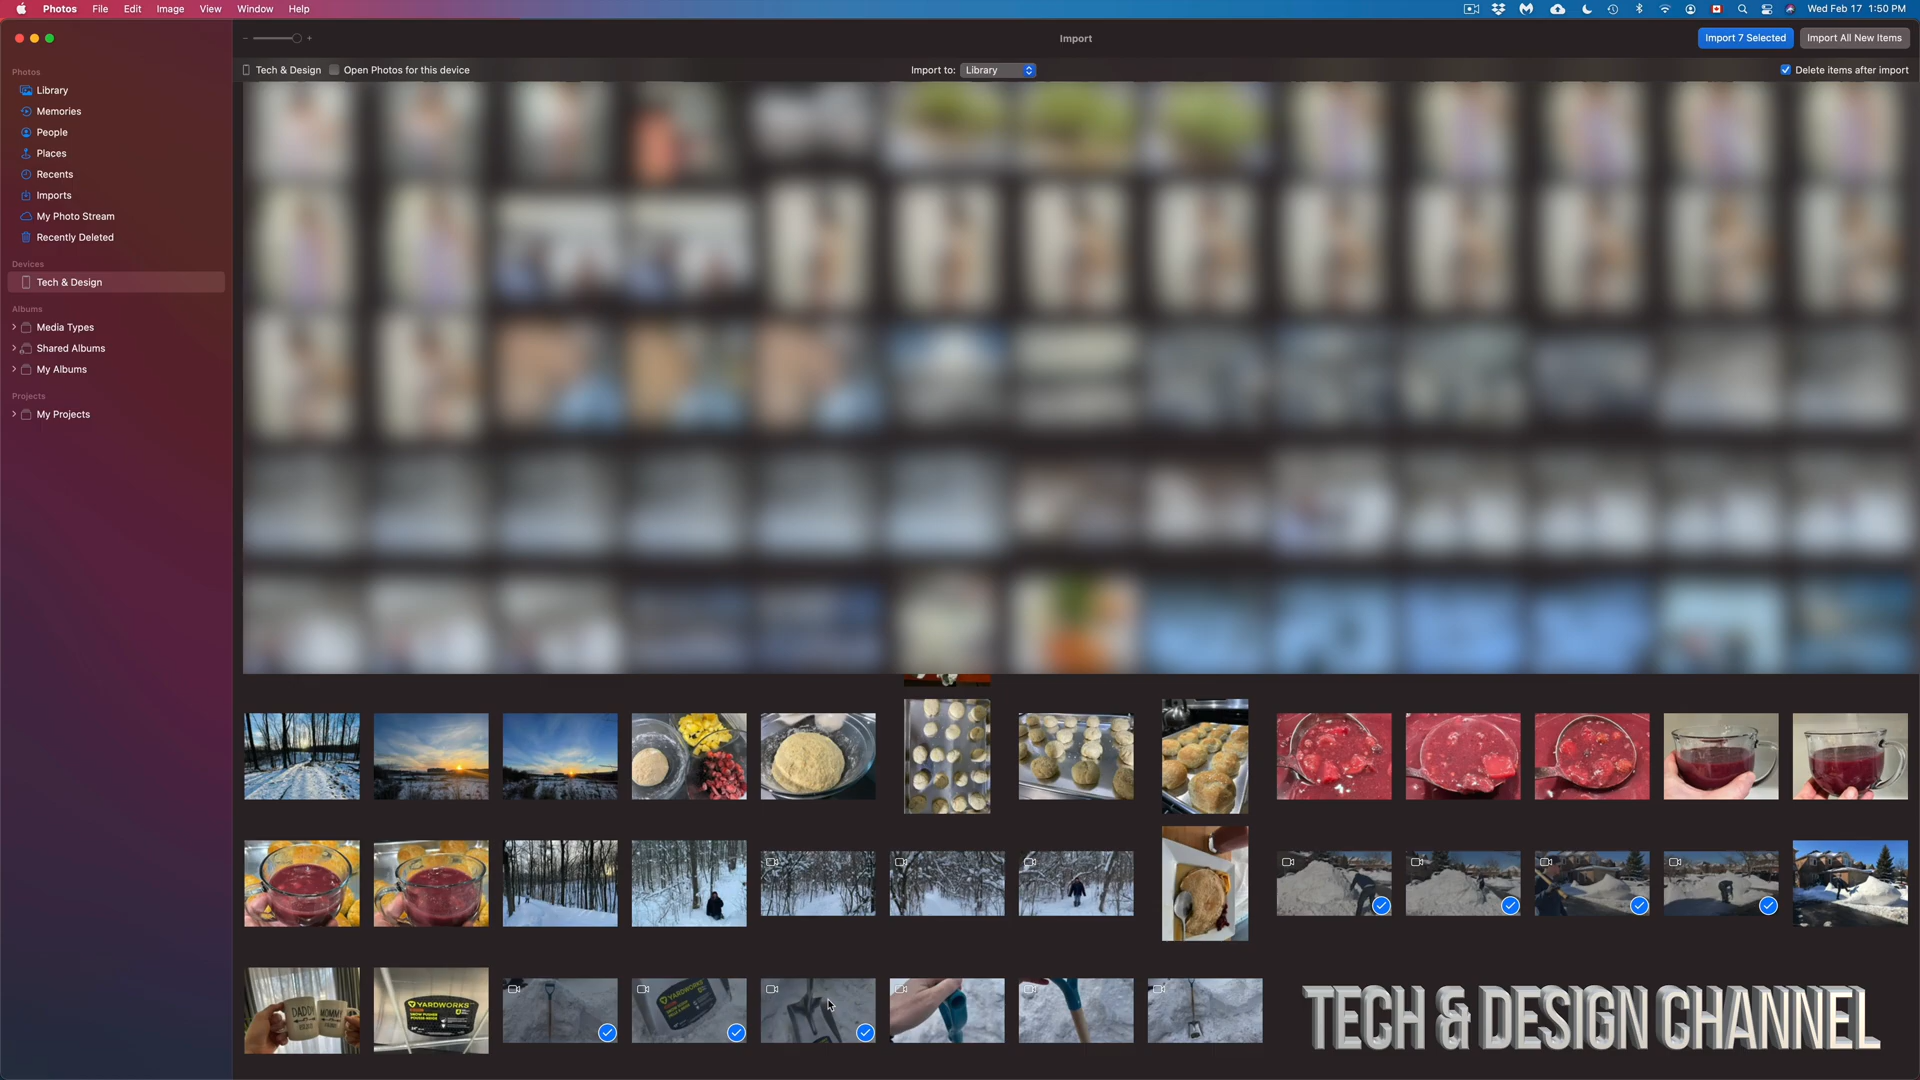 Photos File Edit Image View Window Help
Wed Feb 17 1:50 PM
Import
Import 7 Selected
Import All New Items
Tech & Design
Open Photos for this device
Import to: Library
Delete items after import
Photos
Library
Memories
People
Places
Recents
Imports
My Photo Stream
Recently Deleted
Devices
Tech & Design
Albums
Media Types
Shared Albums
My Albums
Projects
My Projects
DADDY
MOMMY
YARDWORKS
YARDWORKS
TECH & DESIGN CHANNEL